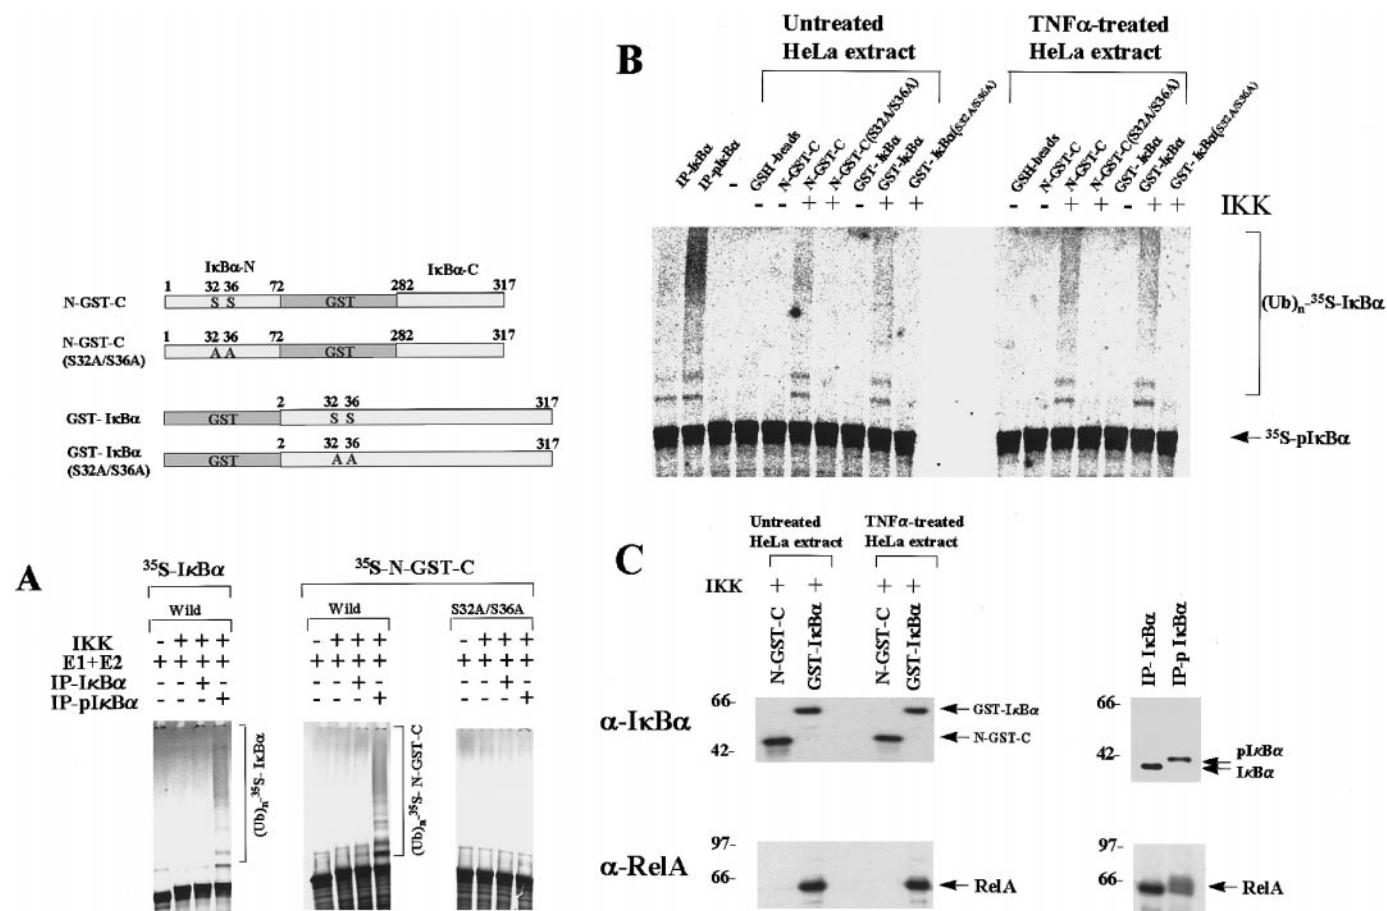 IκBα-N
IκBα-C
1 32 36 72 282 317
N-GST-C
S S GST
1 32 36 72 282 317
N-GST-C
(S32A/S36A)
A A GST
2 32 36 317
GST- IκBα
GST S S
2 32 36 317
GST- IκBα
(S32A/S36A)
GST A A
A
³⁵S-IκBα
³⁵S-N-GST-C
Wild
Wild
S32A/S36A
IKK - + + + - + + + - + + +
E1+E2 + + + + + + + + + + + +
IP-IκBα - - + - - - + - - - + -
IP-pIκBα - - - + - - - + - - - +
(Ub)n-³⁵S- IκBα
(Ub)n-³⁵S- N-GST-C
B
Untreated
HeLa extract
TNFα-treated
HeLa extract
IP-IκBα
IP-pIκBα
-
GSH -beads
N-GST-C
N-GST-C
N-GST-C(S32A/S36A)
GST- IκBα
GST-IκBα
GST- IκBα(S32A/S36A)
GSH-beads
N-GST-C
N-GST-C
N-GST-C(S32A/S36A)
GST- IκBα
GST-IκBα
GST- IκBα(S32A/S36A)
- - + + - + + - - + + - + + IKK
(Ub)n-³⁵S-IκBα
³⁵S-pIκBα
C
Untreated
HeLa extract
TNFα-treated
HeLa extract
IKK + + + +
N-GST-C
GST-IκBα
N-GST-C
GST-IκBα
IP- IκBα
IP-p IκBα
α-IκBα
66-
42-
GST-IκBα
N-GST-C
66-
42-
pIκBα
IκBα
α-RelA
97-
66-
RelA
97-
66-
RelA